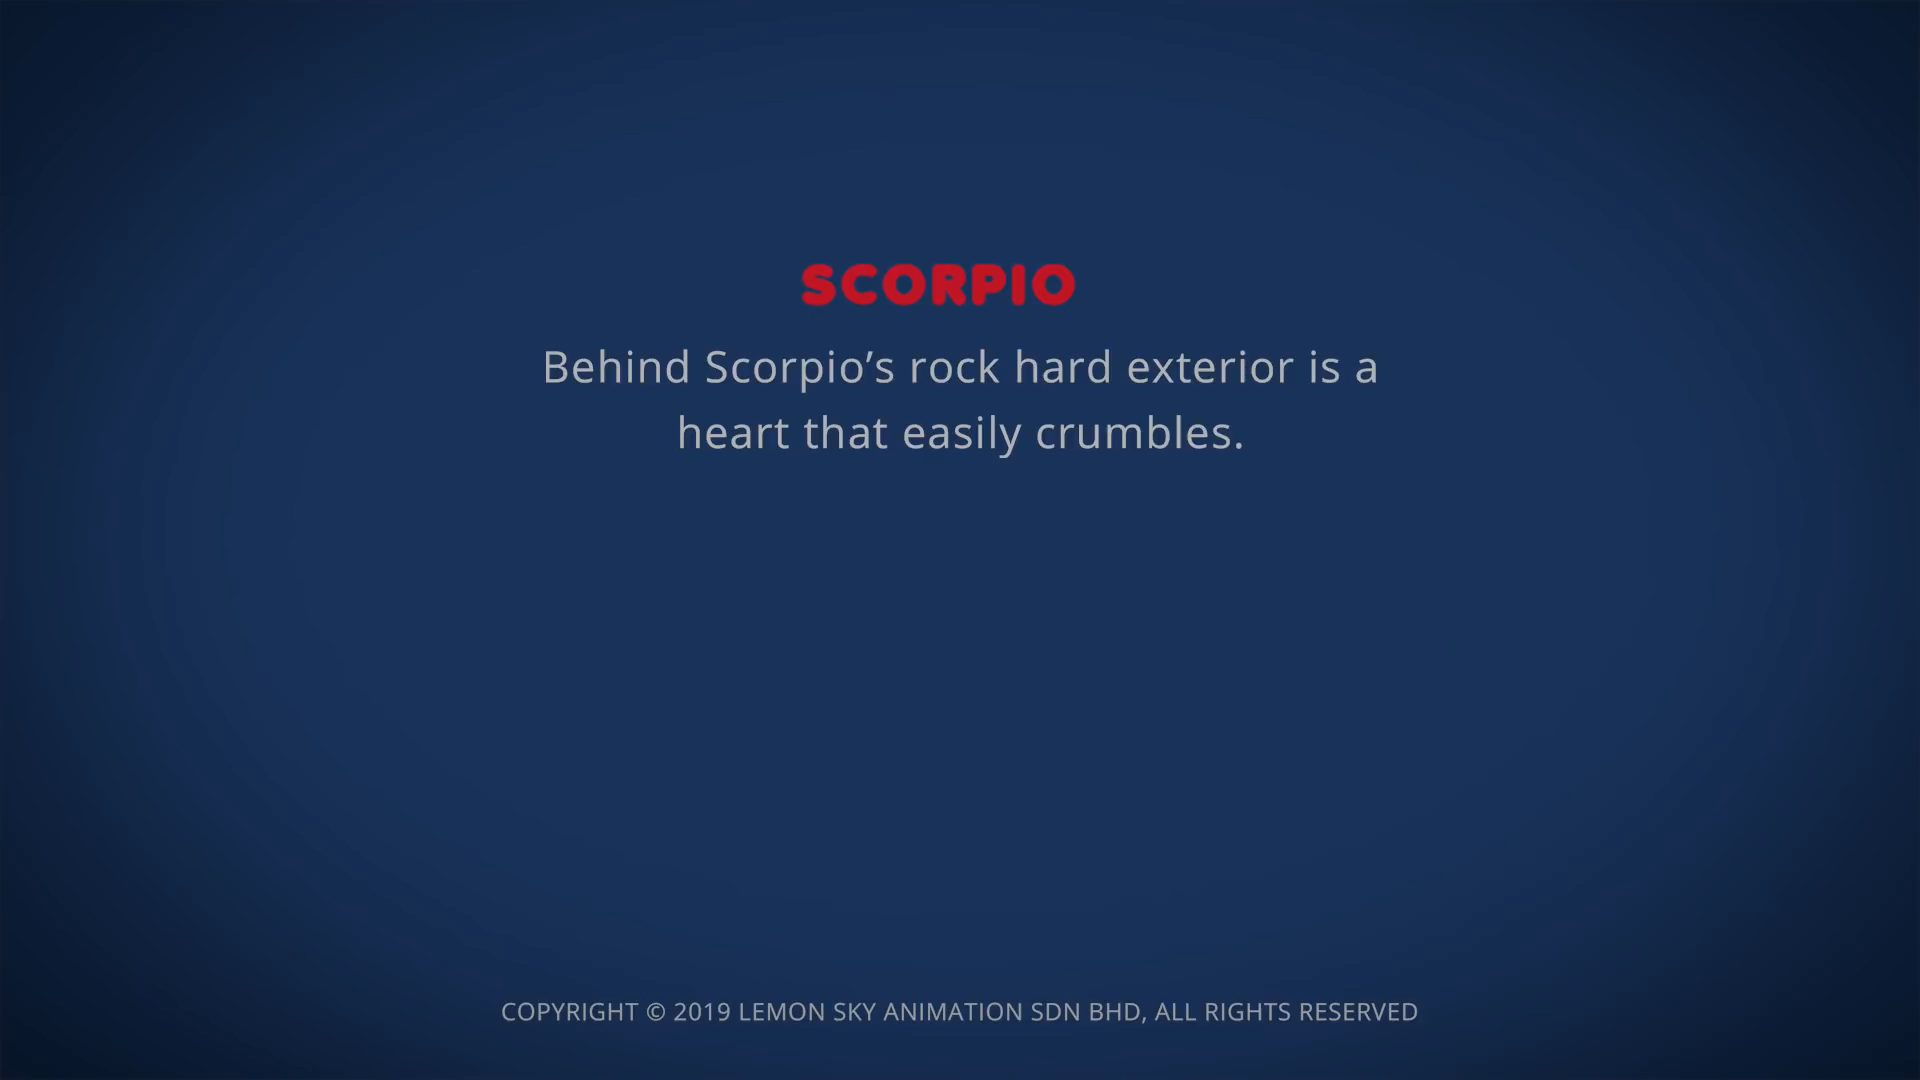 SCORPIO
Behind Scorpio’s rock hard exterior is a
heart that easily crumbles.
COPYRIGHT © 2019 LEMON SKY ANIMATION SDN BHD, ALL RIGHTS RESERVED